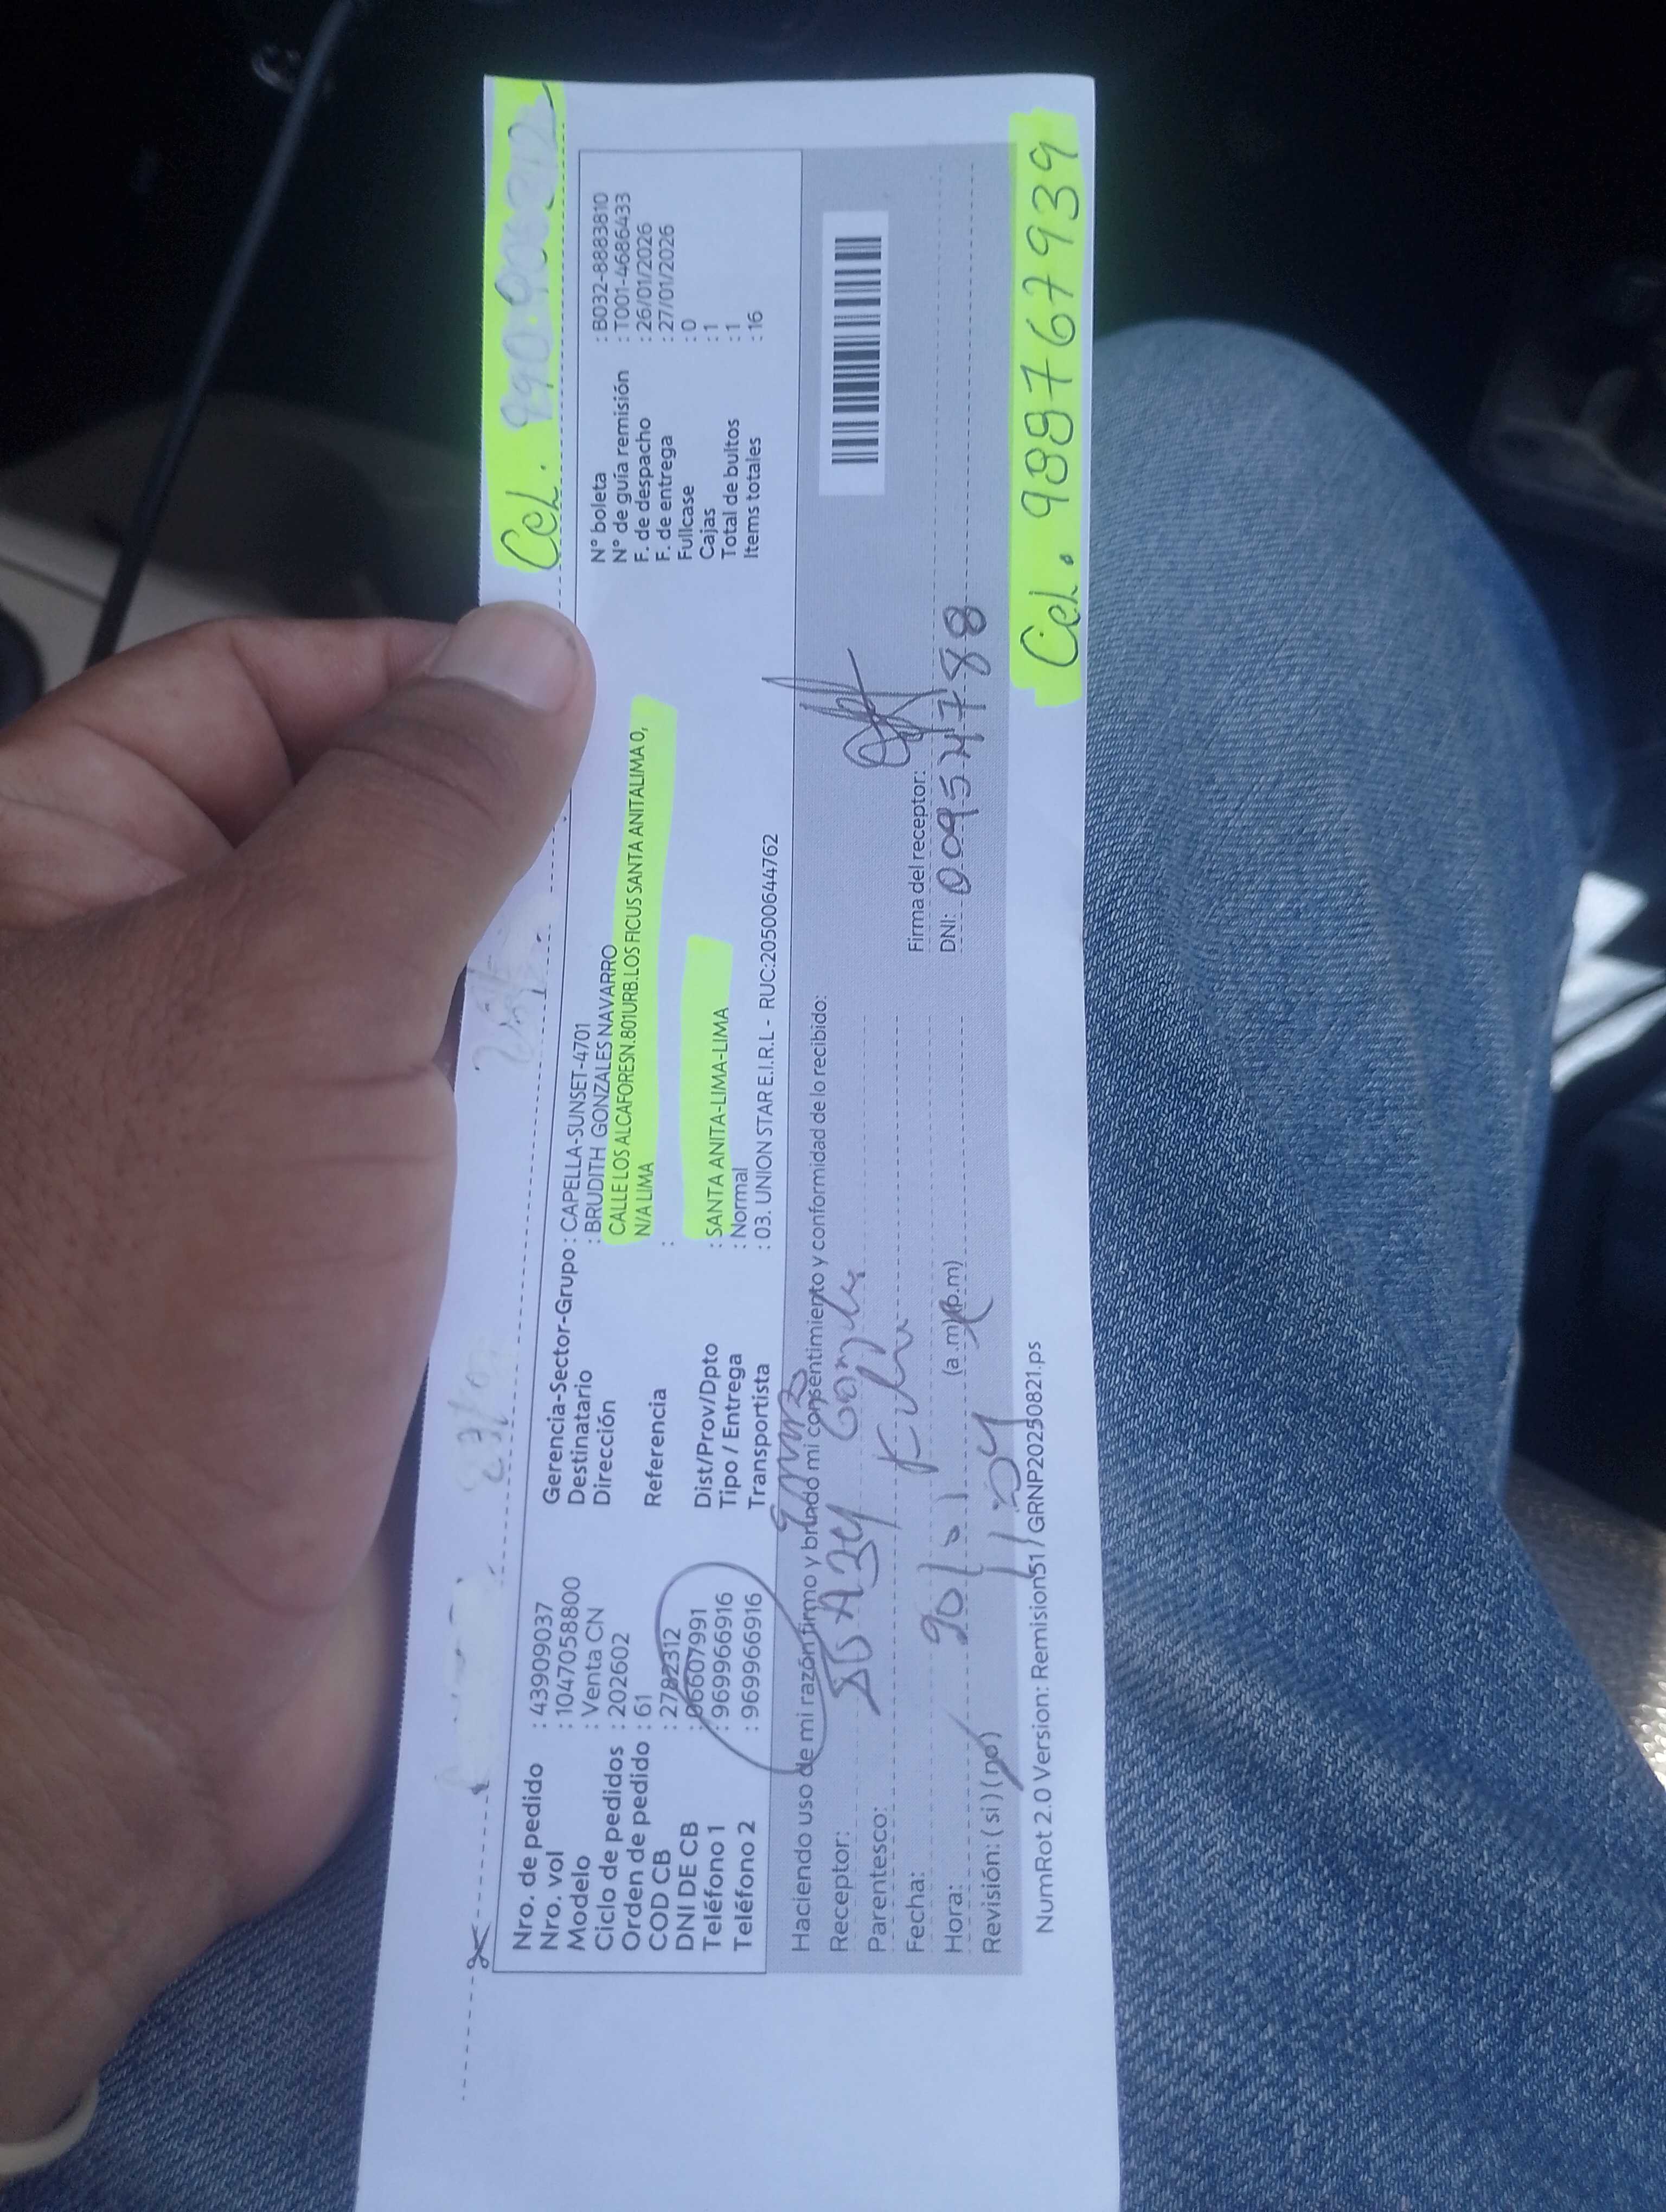 Cel.
Nro. de pedido : 43909037
Nro. vol : 1047058800
Modelo : Venta CN
Ciclo de pedidos : 202602
Orden de pedido : 61
COD CB : 2782312
DNI DE CB : 06607991
Teléfono 1 : 969966916
Teléfono 2 : 969966916
Gerencia-Sector-Grupo : CAPELLA-SUNSET-4701
Destinatario : BRUDITH GONZALES NAVARRO
Dirección : CALLE LOS ALCAFORESN.801URB.LOS FICUS SANTA ANITALIMA 0,
N/A LIMA
Referencia :
Dist/Prov/Dpto : SANTA ANITA-LIMA-LIMA
Tipo / Entrega : Normal
Transportista : 03. UNION STAR E.I.R.L - RUC:20500644762
N° boleta : B032-8883810
N° de guía remisión : T001-4686433
F. de despacho : 26/01/2026
F. de entrega : 27/01/2026
Fullcase : 0
Cajas : 1
Total de bultos : 1
Items totales : 16
Haciendo uso de mi razón firmo y brindo mi consentimiento y conformidad de lo recibido:
Receptor:
Parentesco:
Fecha:
Hora: (a.m)(p.m)
Revisión: ( si ) ( no )
Firma del receptor:
DNI:
NumRot 2.0 Version: Remision51 / GRNP20250821.ps
Cel. 988767939